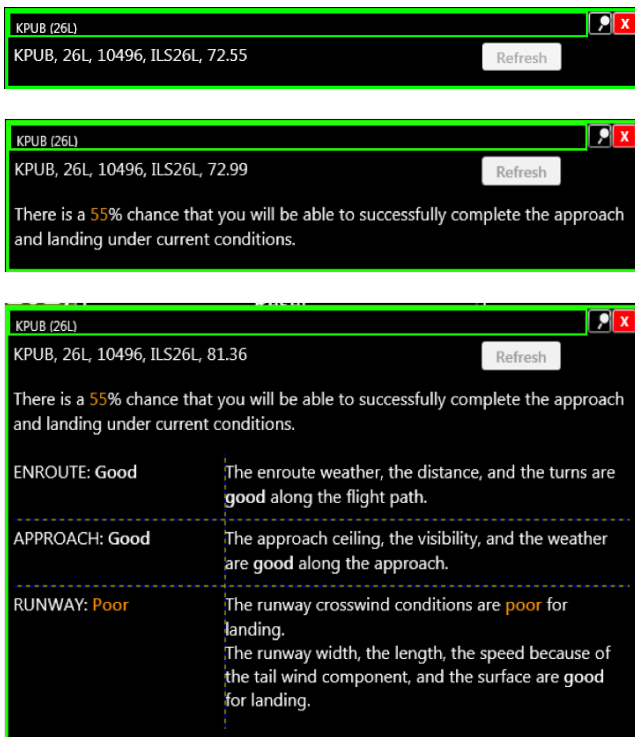 KPUB (26L)
X
KPUB, 26L, 10496, ILS26L, 72.55
Refresh
KPUB (26L)
X
KPUB, 26L, 10496, ILS26L, 72.99
Refresh
There is a 55% chance that you will be able to successfully complete the approach
and landing under current conditions.
KPUB (26L)
X
KPUB, 26L, 10496, ILS26L, 81.36
Refresh
There is a 55% chance that you will be able to successfully complete the approach
and landing under current conditions.
ENROUTE: Good
The enroute weather, the distance, and the turns are
good along the flight path.
APPROACH: Good
The approach ceiling, the visibility, and the weather
are good along the approach.
RUNWAY: Poor
The runway crosswind conditions are poor for
landing.
The runway width, the length, the speed because of
the tail wind component, and the surface are good
for landing.